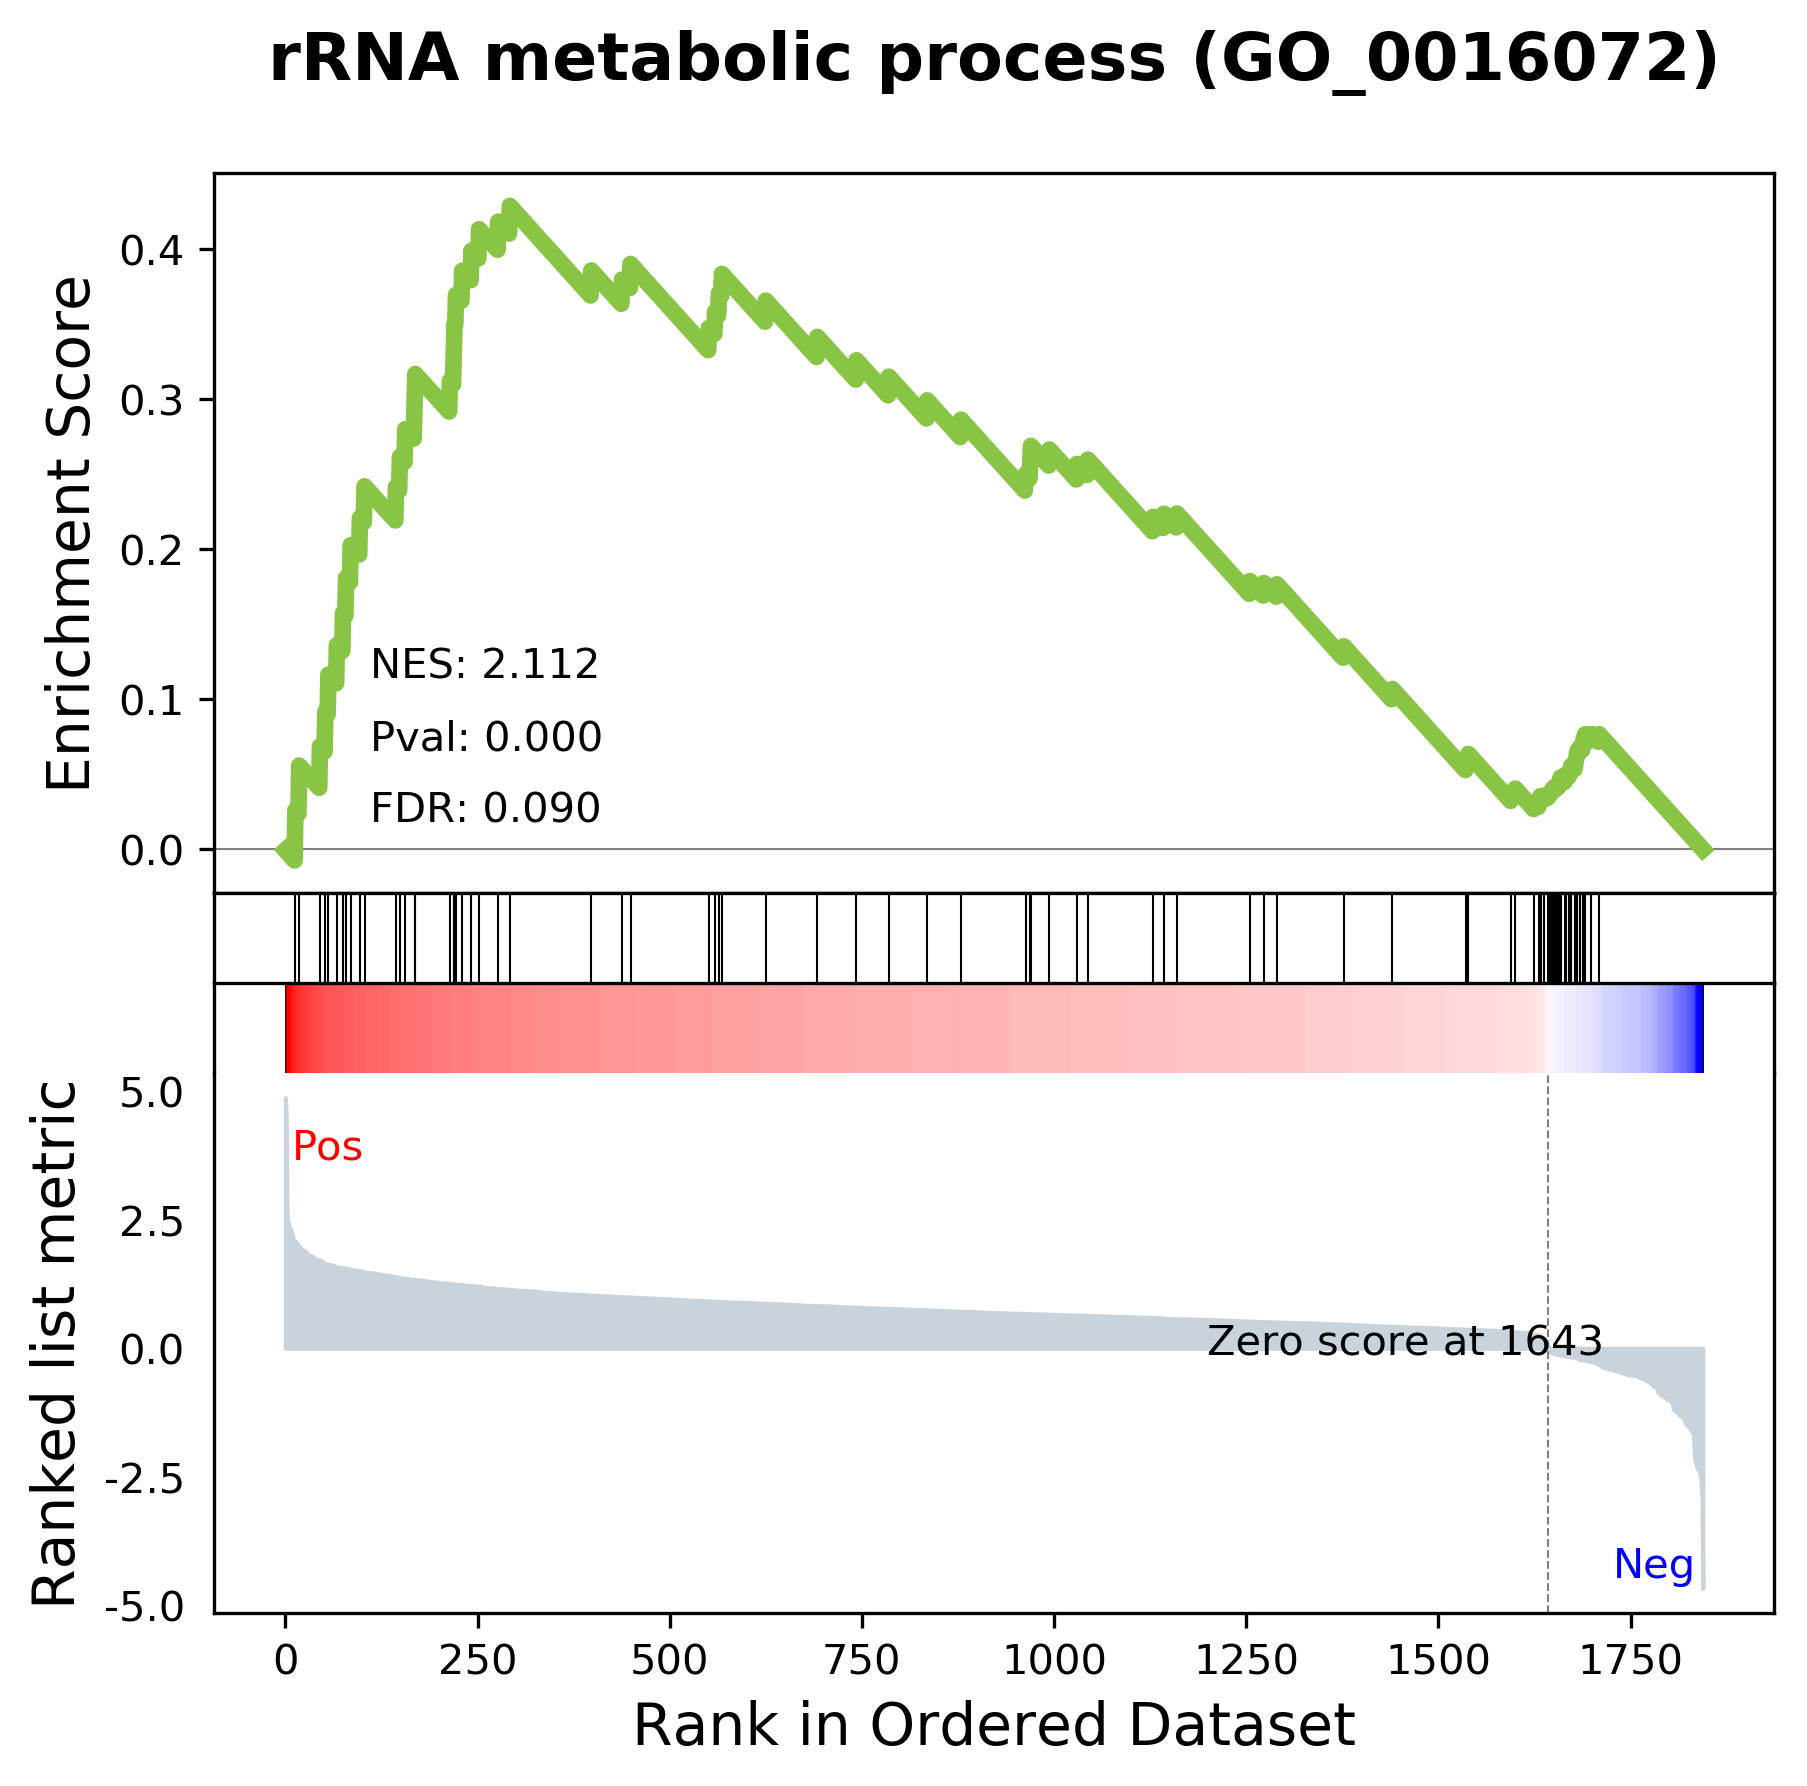 rRNA metabolic process (GO_0016072)
Enrichment Score
0.4
0.3
0.2
0.1
0.0
NES: 2.112
Pval: 0.000
FDR: 0.090
Ranked list metric
5.0
2.5
0.0
-2.5
-5.0
Pos
Zero score at 1643
Neg
0 250 500 750 1000 1250 1500 1750
Rank in Ordered Dataset